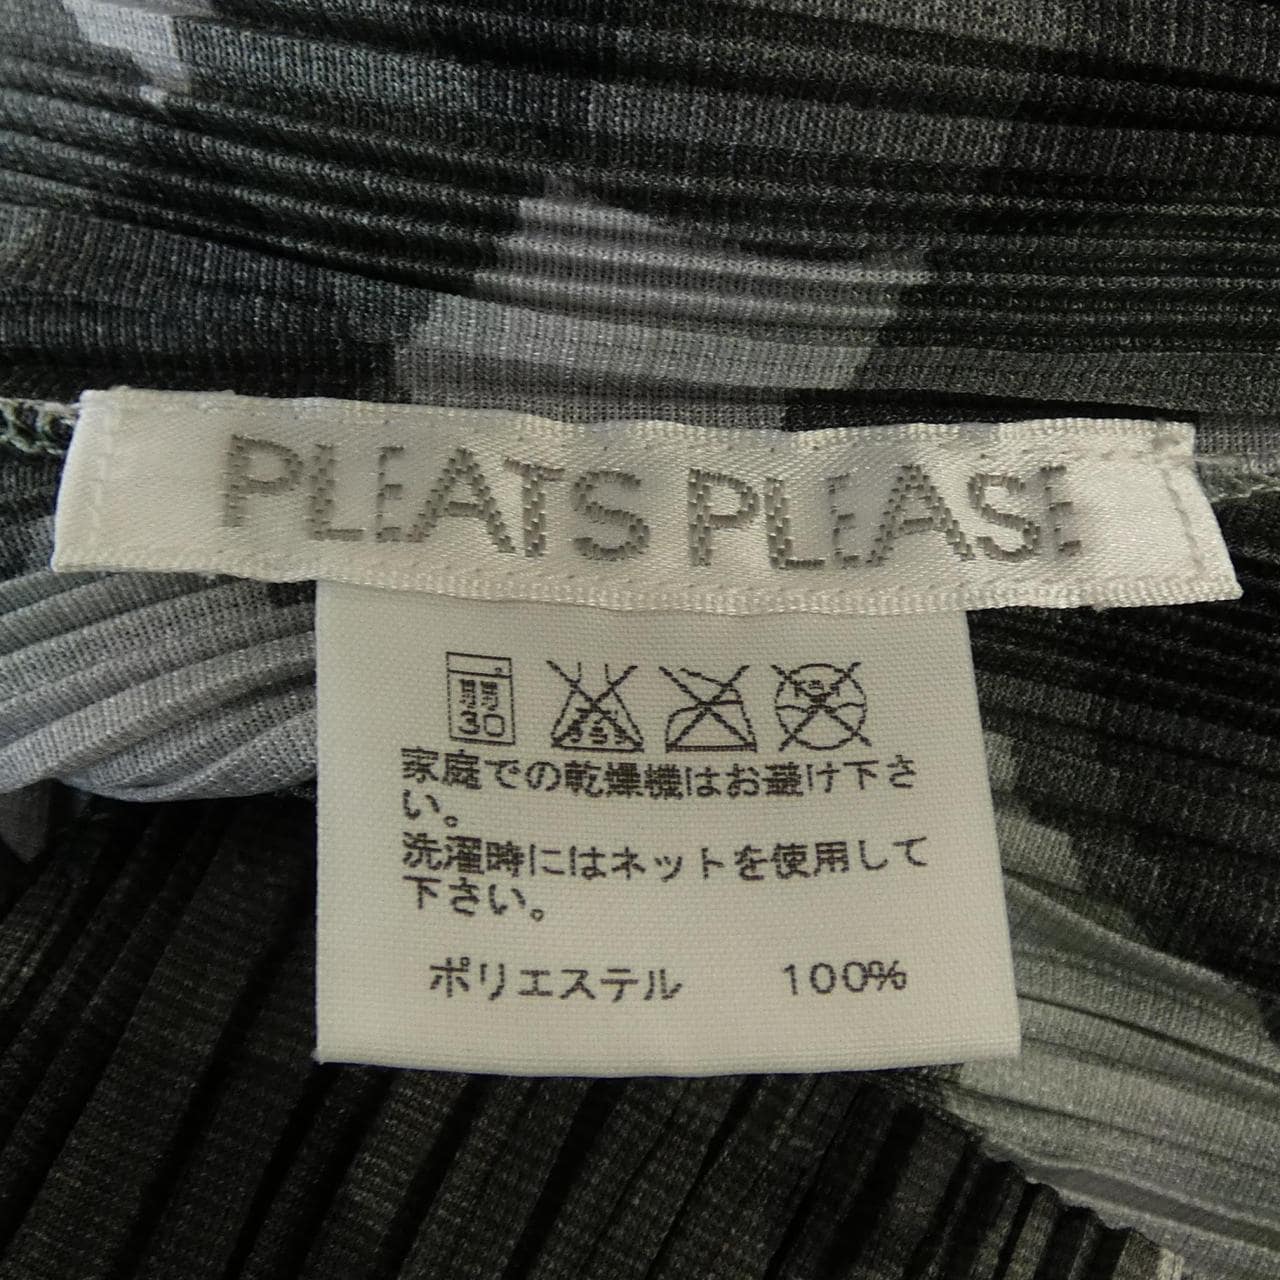 PLEATS PLEASE
30
家庭での乾燥機はお避け下さ
い。
洗濯時にはネットを使用して
下さい。
ポリエステル 100%